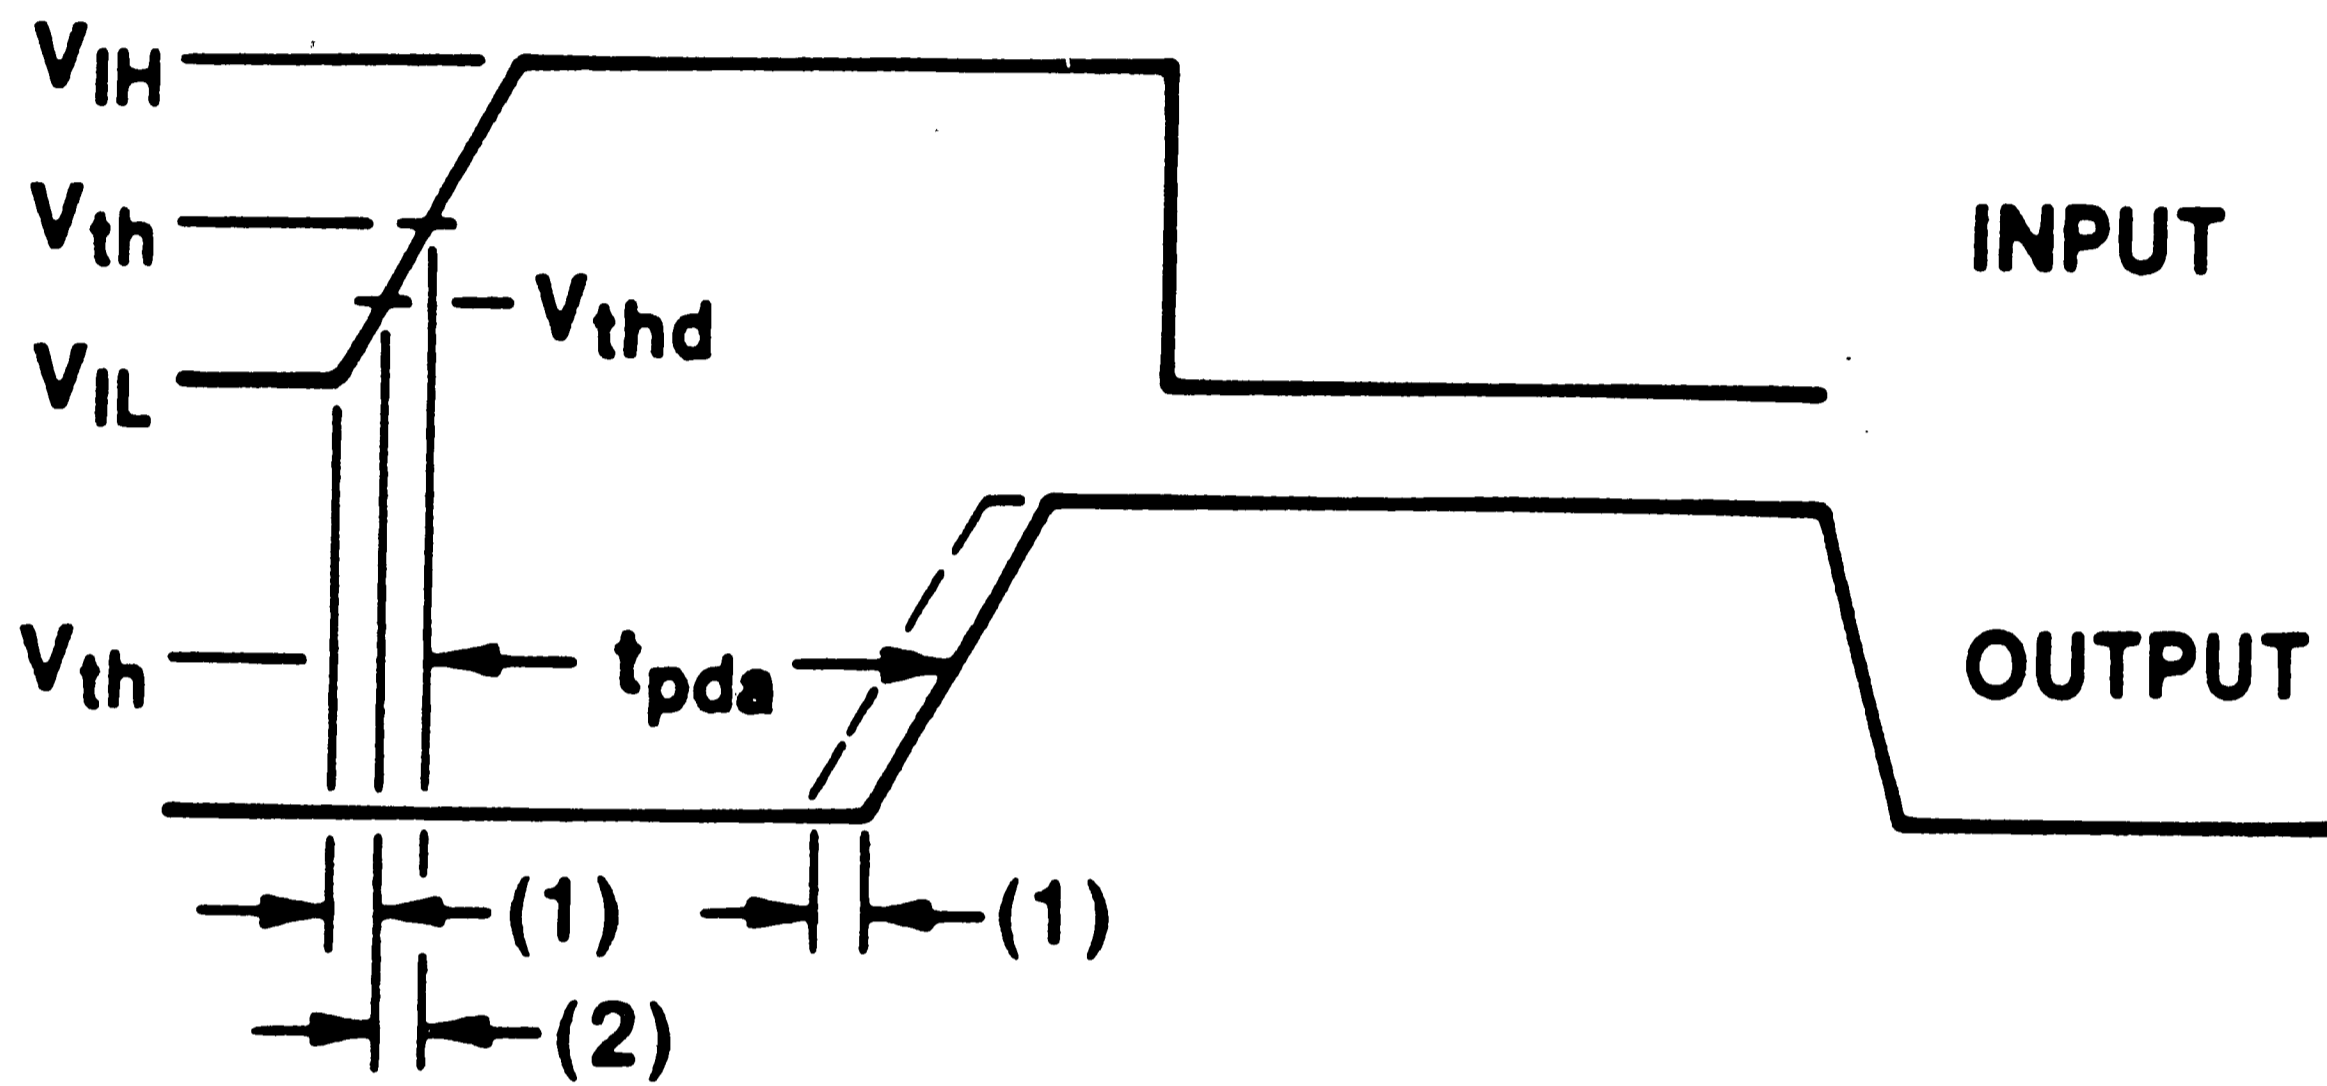 VIH
Vth
INPUT
Vthd
VIL
Vth
tpda
OUTPUT
(1)
(1)
(2)